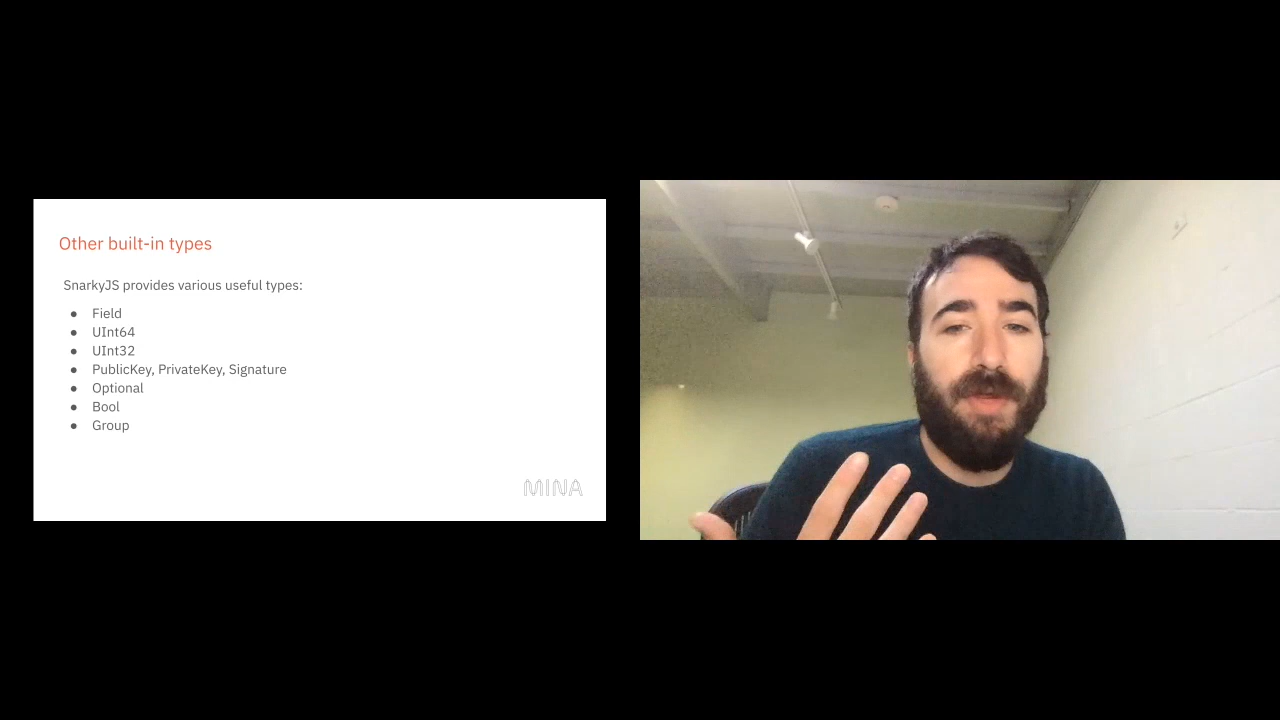 Other built-in types
SnarkyJS provides various useful types:
● Field
● UInt64
● UInt32
● PublicKey, PrivateKey, Signature
● Optional
● Bool
● Group
MINA